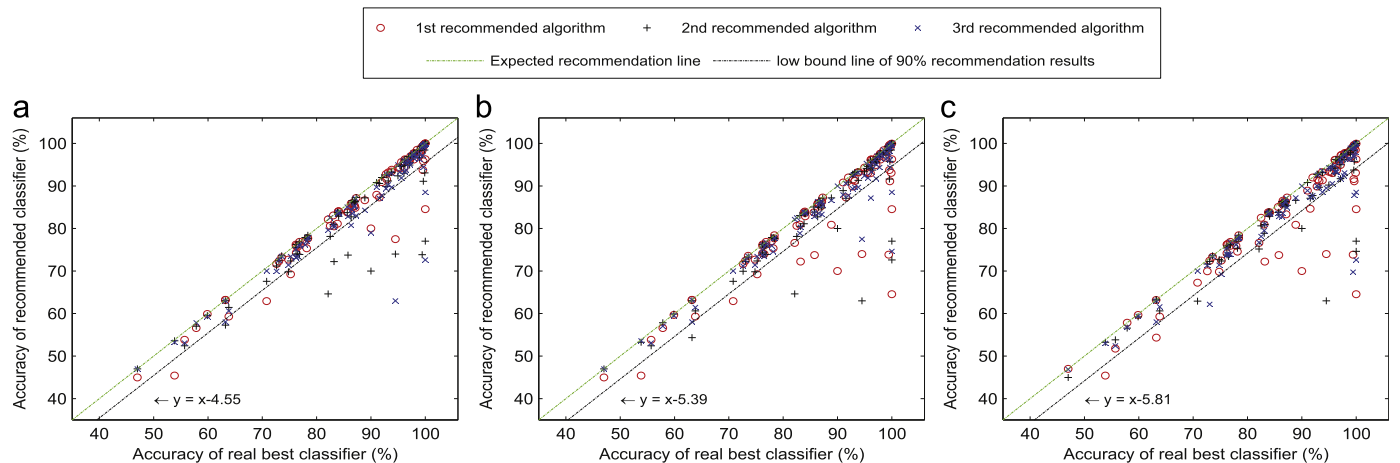 1st recommended algorithm 2nd recommended algorithm 3rd recommended algorithm
Expected recommendation line low bound line of 90% recommendation results
a
Accuracy of recommended classifier (%)
100
90
80
70
60
50
40
← y = x-4.55
40 50 60 70 80 90 100
Accuracy of real best classifier (%)
b
Accuracy of recommended classifier (%)
100
90
80
70
60
50
40
← y = x-5.39
40 50 60 70 80 90 100
Accuracy of real best classifier (%)
c
Accuracy of recommended classifier (%)
100
90
80
70
60
50
40
← y = x-5.81
40 50 60 70 80 90 100
Accuracy of real best classifier (%)